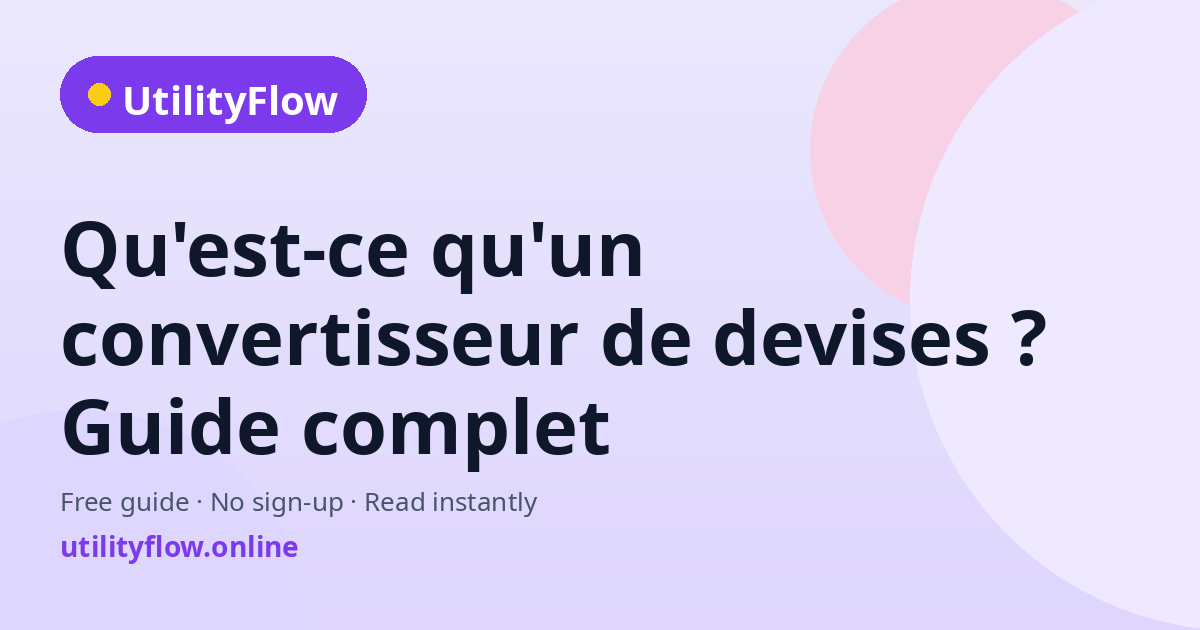 UtilityFlow
Qu'est-ce qu'un
convertisseur de devises ?
Guide complet
Free guide · No sign-up · Read instantly
utilityflow.online